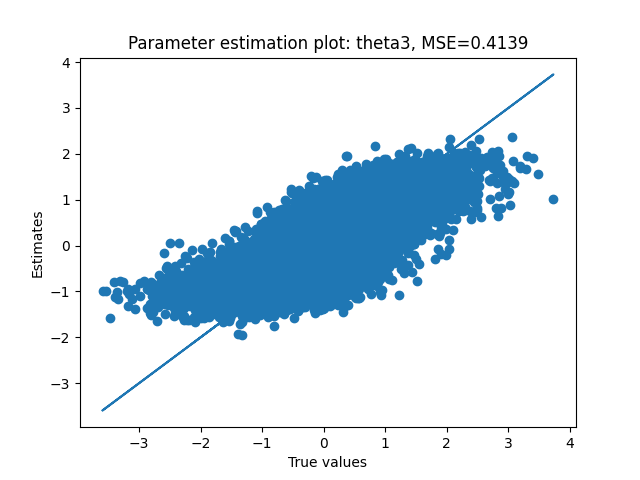 Parameter estimation plot: theta3, MSE=0.4139
4
3
2
1
0
−1
−2
−3
Estimates
−3 −2 −1 0 1 2 3 4
True values